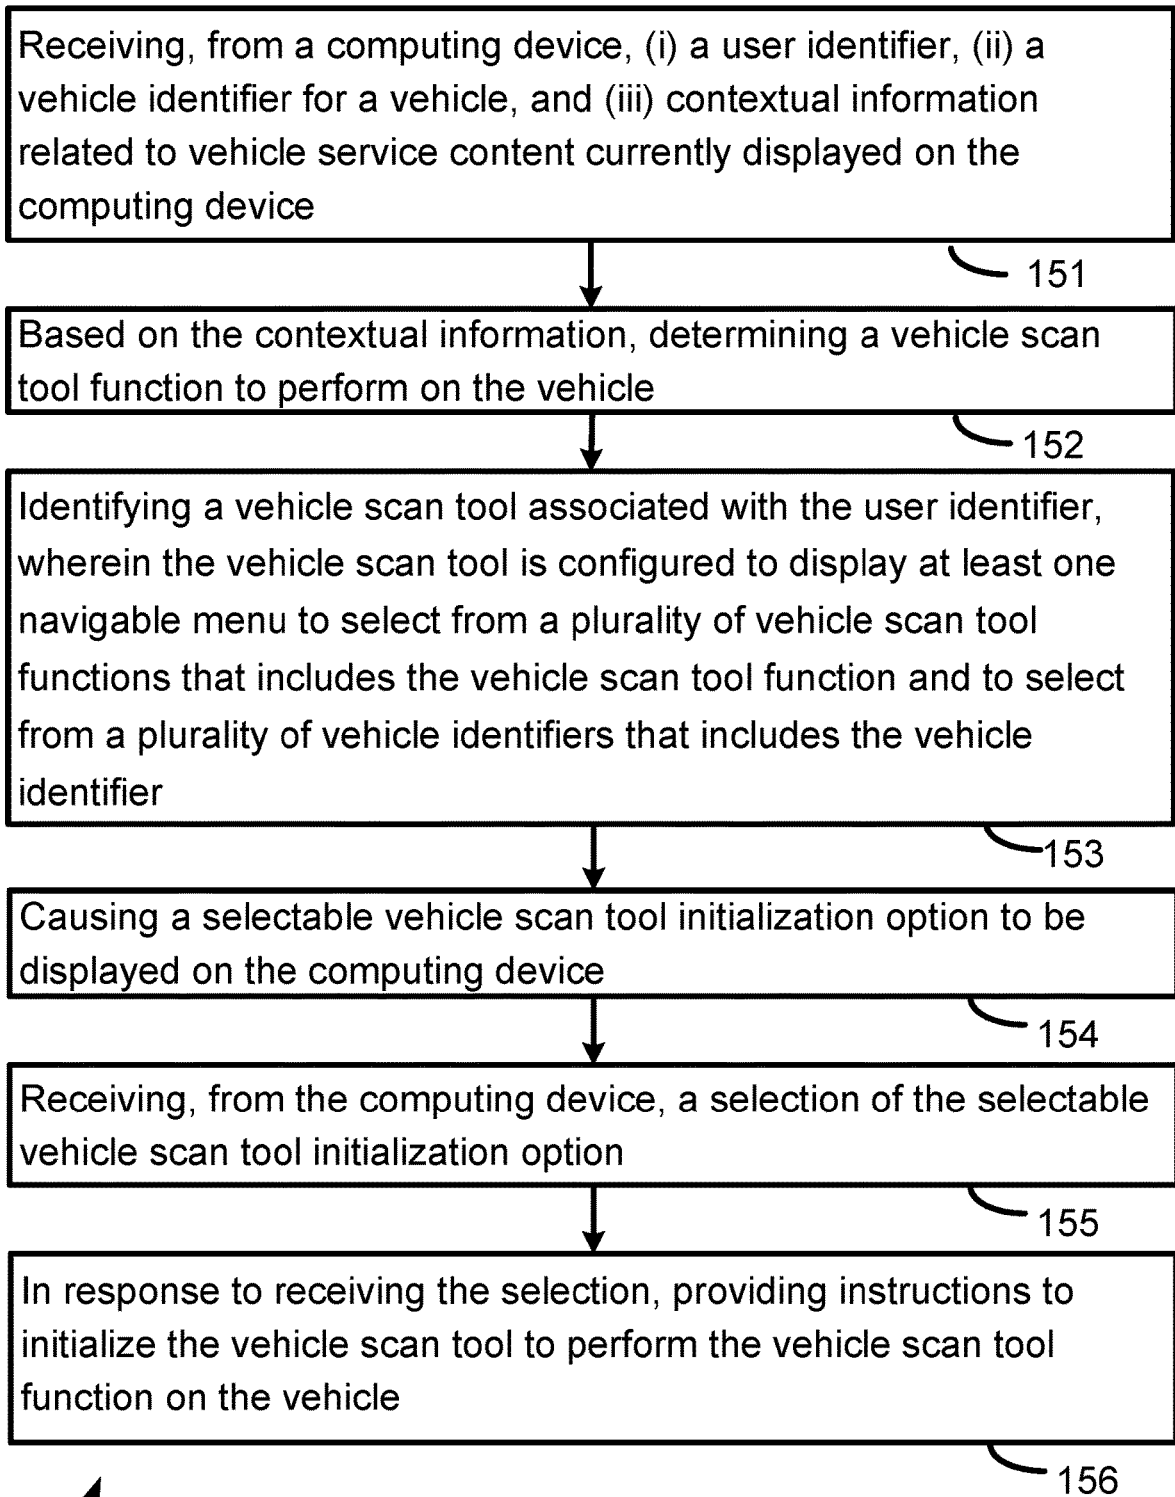 Receiving, from a computing device, (i) a user identifier, (ii) a
vehicle identifier for a vehicle, and (iii) contextual information
related to vehicle service content currently displayed on the
computing device
151
Based on the contextual information, determining a vehicle scan
tool function to perform on the vehicle
152
Identifying a vehicle scan tool associated with the user identifier,
wherein the vehicle scan tool is configured to display at least one
navigable menu to select from a plurality of vehicle scan tool
functions that includes the vehicle scan tool function and to select
from a plurality of vehicle identifiers that includes the vehicle
identifier
153
Causing a selectable vehicle scan tool initialization option to be
displayed on the computing device
154
Receiving, from the computing device, a selection of the selectable
vehicle scan tool initialization option
155
In response to receiving the selection, providing instructions to
initialize the vehicle scan tool to perform the vehicle scan tool
function on the vehicle
156